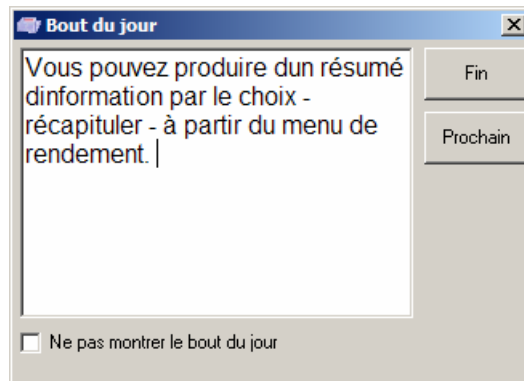 Bout du jour
Vous pouvez produire dun résumé
dinformation par le choix -
récapituler - à partir du menu de
rendement.
Fin
Prochain
Ne pas montrer le bout du jour